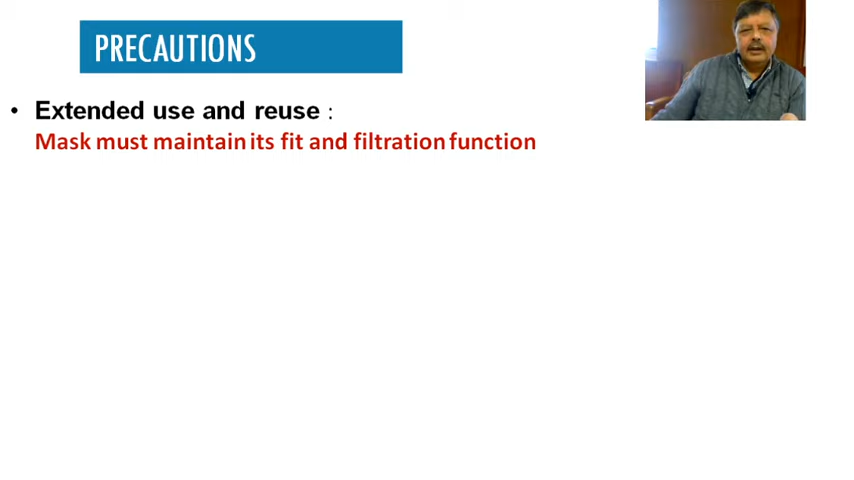 PRECAUTIONS
• Extended use and reuse :
Mask must maintain its fit and filtration function